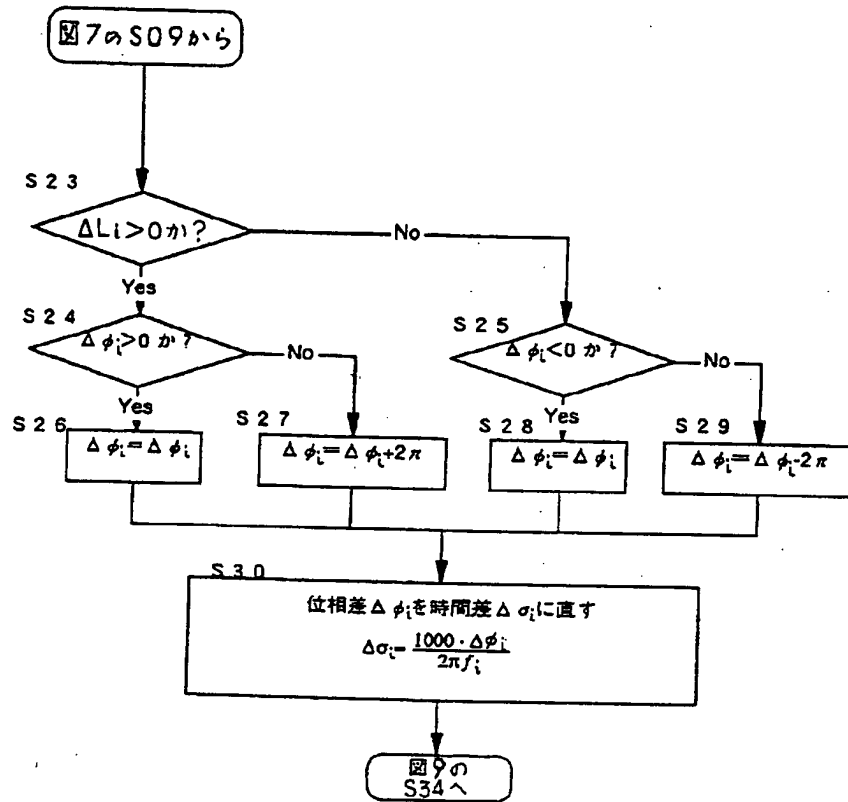 図7のS09から
S23
ΔLi>0か?
No
Yes
S24
Δφi>0か?
No
S25
Δφi<0か?
No
Yes
Yes
S26
Δφi=Δφi
S27
Δφi=Δφi+2π
S28
Δφi=Δφi
S29
Δφi=Δφi-2π
S30
位相差Δφiを時間差Δσiに直す
Δσi=1000・Δφi/2πfi
図9の
S34へ